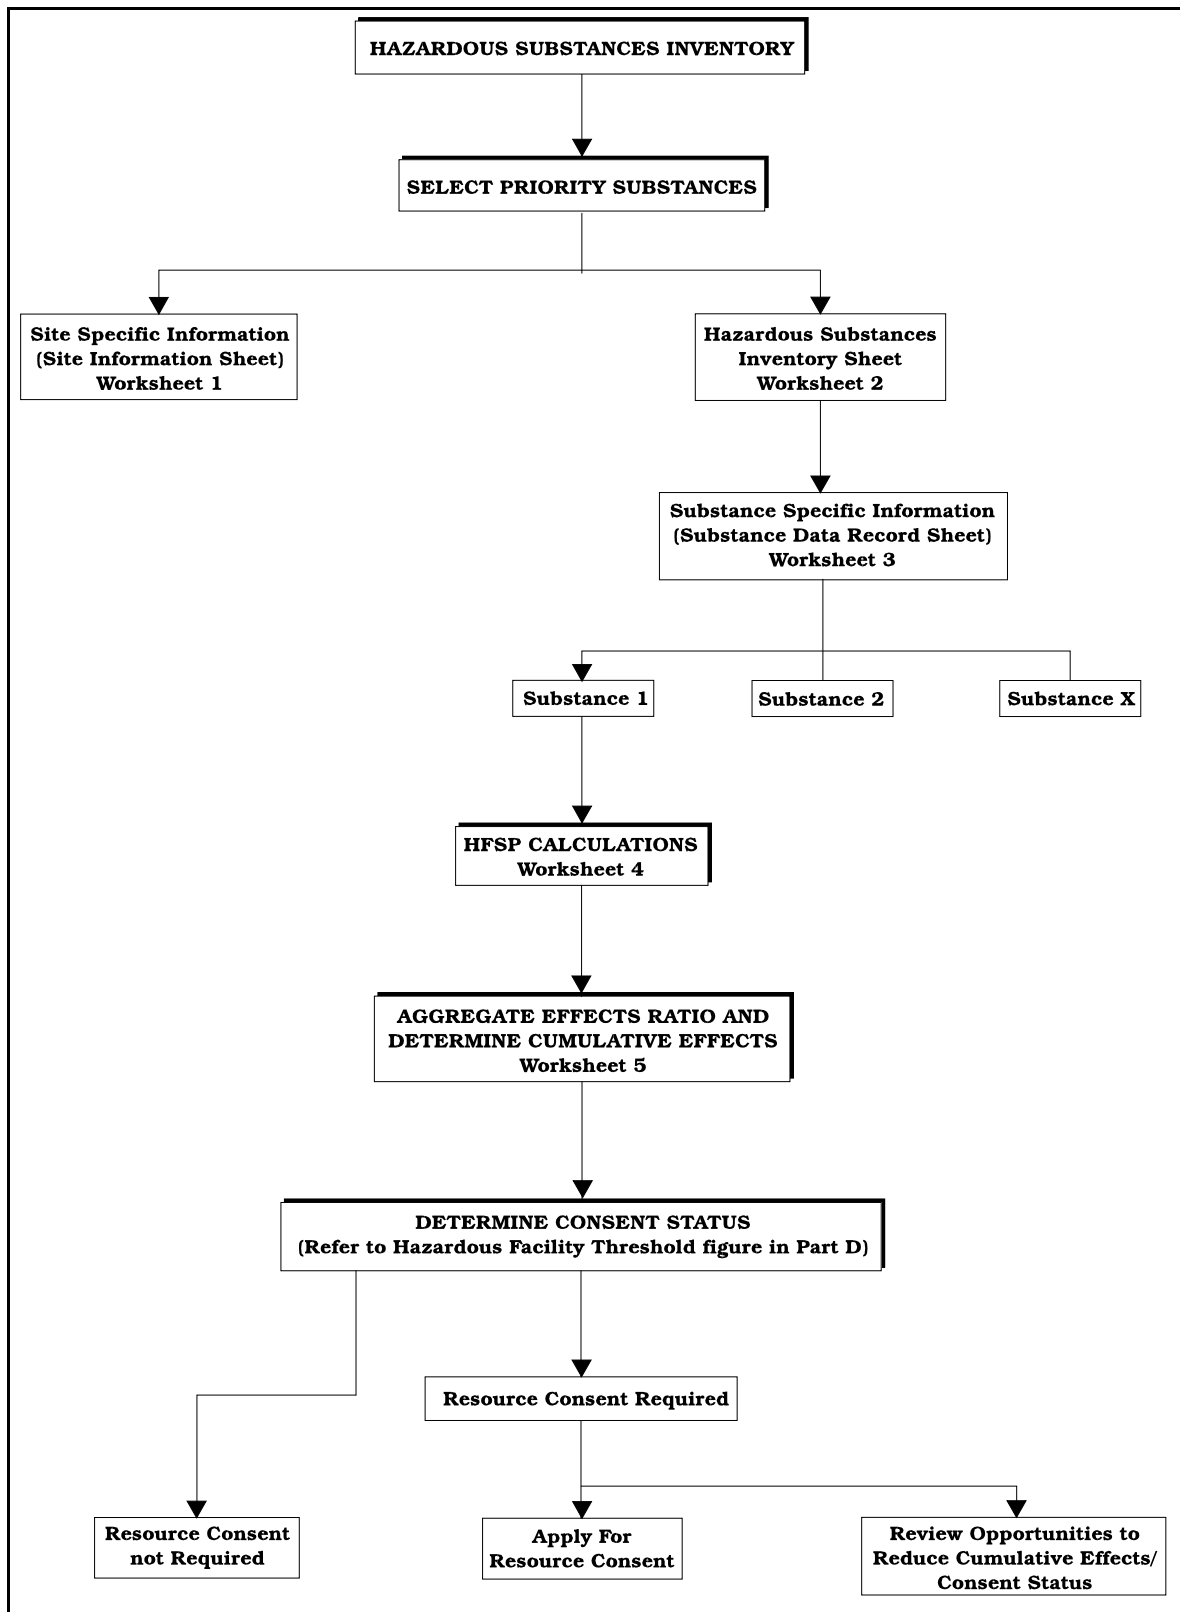 HAZARDOUS SUBSTANCES INVENTORY
SELECT PRIORITY SUBSTANCES
Site Specific Information
(Site Information Sheet)
Worksheet 1
Hazardous Substances
Inventory Sheet
Worksheet 2
Substance Specific Information
(Substance Data Record Sheet)
Worksheet 3
Substance 1
Substance 2
Substance X
HFSP CALCULATIONS
Worksheet 4
AGGREGATE EFFECTS RATIO AND
DETERMINE CUMULATIVE EFFECTS
Worksheet 5
DETERMINE CONSENT STATUS
(Refer to Hazardous Facility Threshold figure in Part D)
Resource Consent Required
Resource Consent
not Required
Apply For
Resource Consent
Review Opportunities to
Reduce Cumulative Effects/
Consent Status